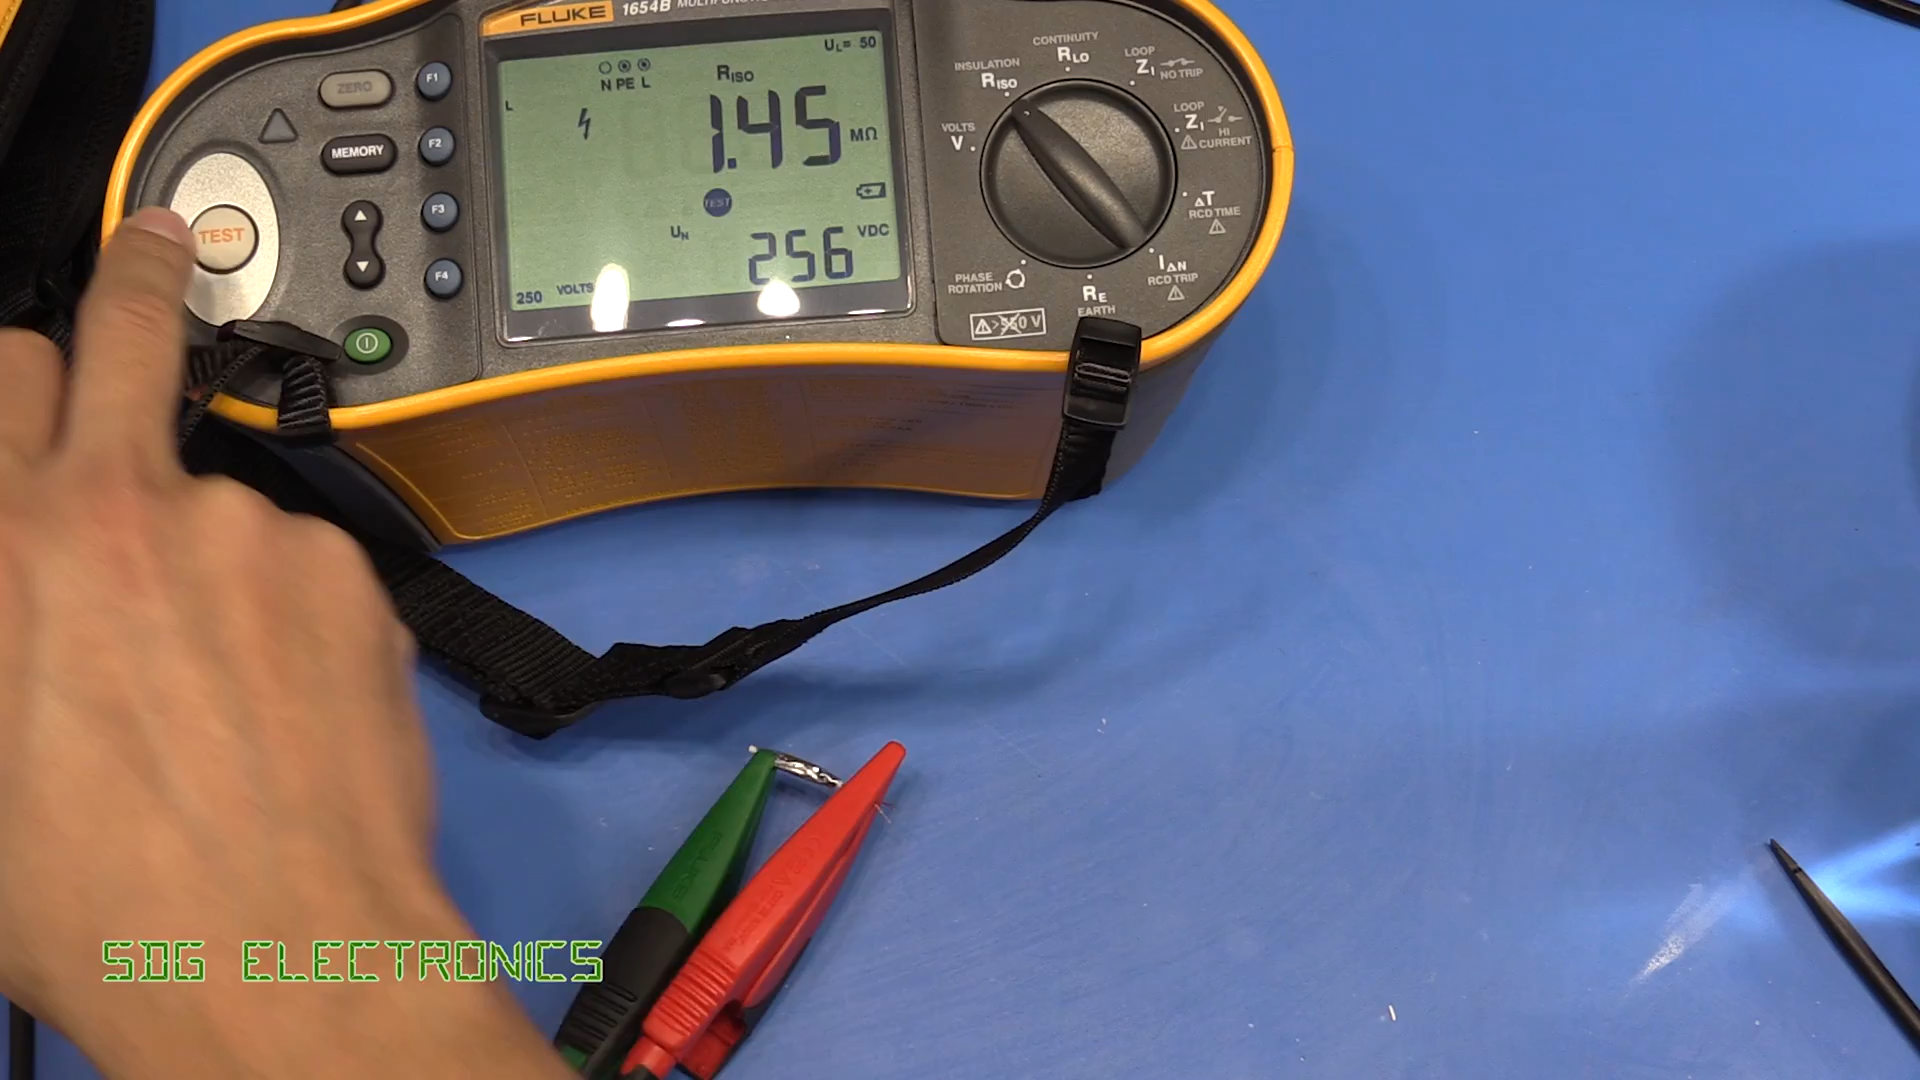 FLUKE 1654B
ZERO
MEMORY
TEST
F1
F2
F3
F4
UL= 50
RISO
N PE L
L
1.45 MΩ
TEST
UN
256 VDC
250 VOLTS
INSULATION
RISO
CONTINUITY
RLO
LOOP
ZI NO TRIP
LOOP
ZI HI
CURRENT
VOLTS
V
ΔT
RCD TIME
IΔN
RCD TRIP
RE
EARTH
PHASE
ROTATION
>550 V
SDG ELECTRONICS